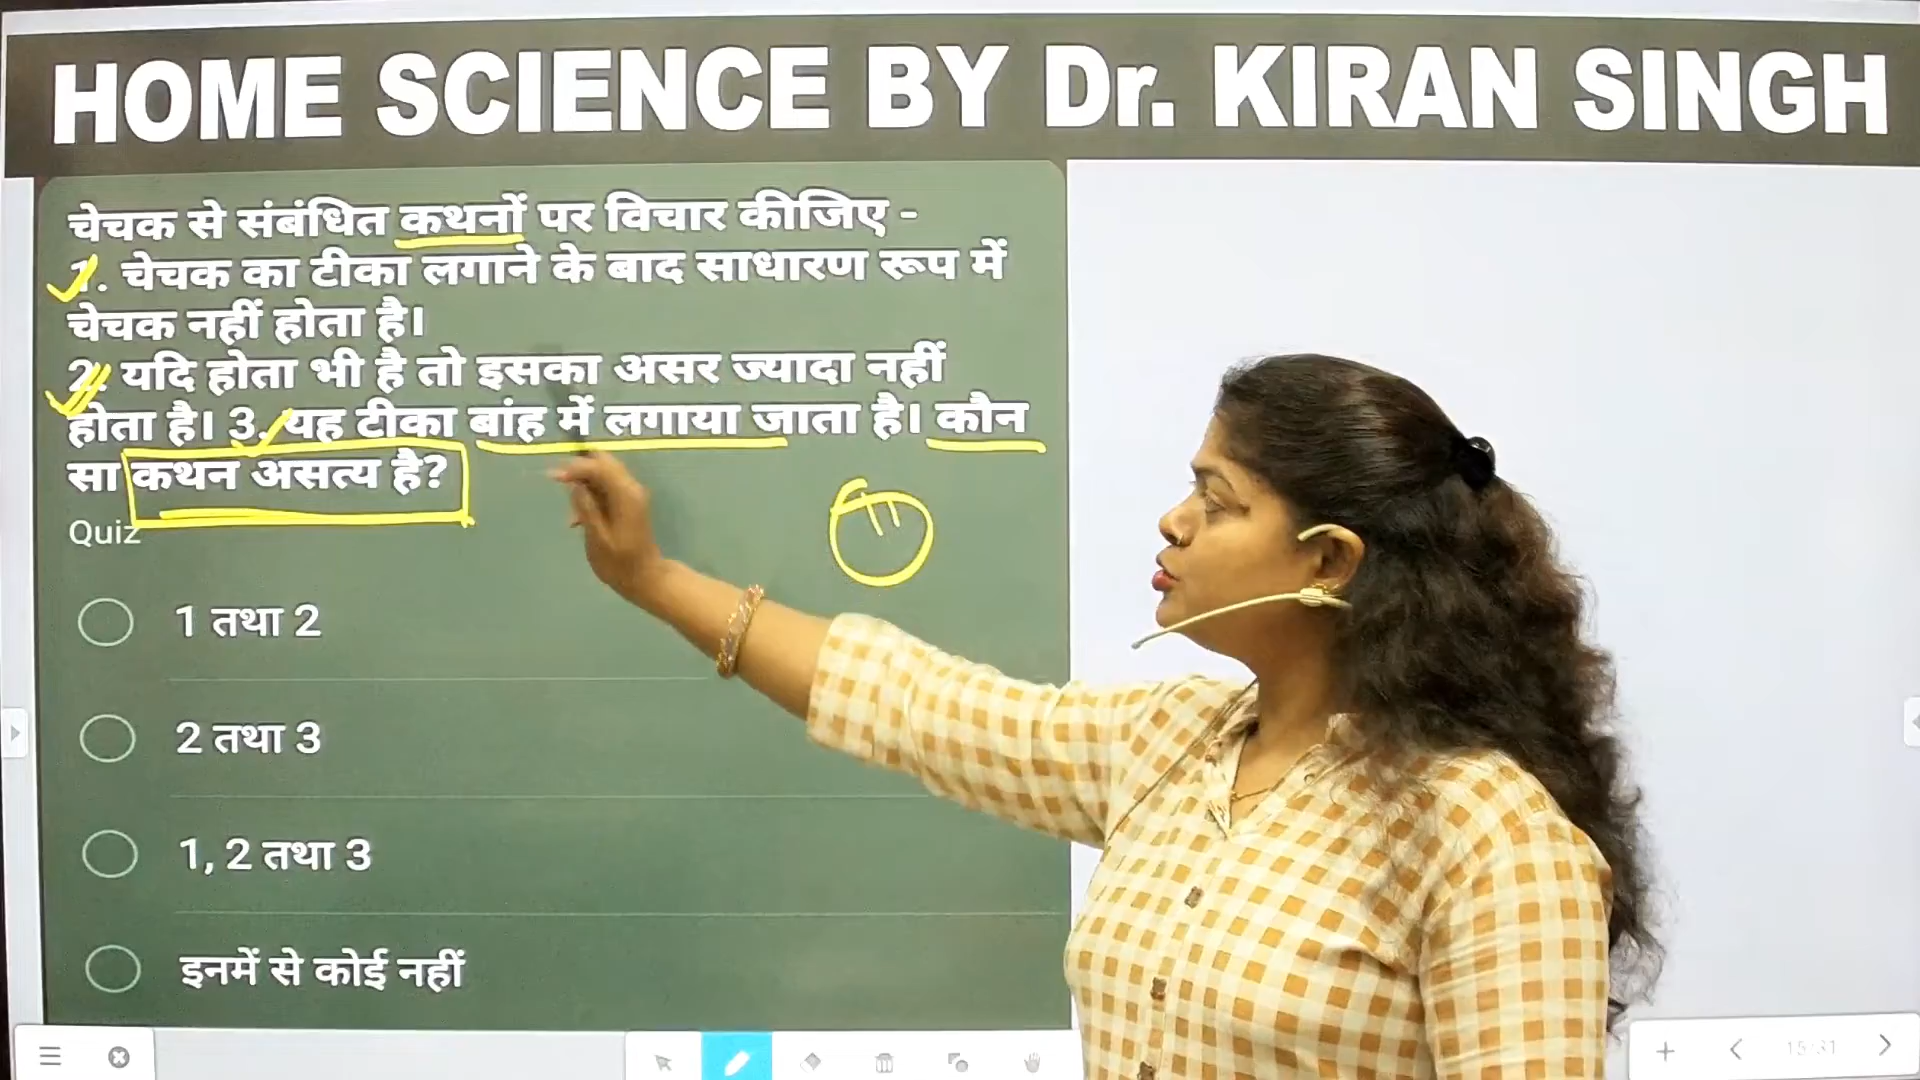 HOME SCIENCE BY Dr. KIRAN SINGH
चेचक से संबंधित कथनों पर विचार कीजिए -
1. चेचक का टीका लगाने के बाद साधारण रूप में
चेचक नहीं होता है।
2. यदि होता भी है तो इसका असर ज्यादा नहीं
होता है। 3. यह टीका बांह में लगाया जाता है। कौन
सा कथन असत्य है?
Quiz
1 तथा 2
2 तथा 3
1, 2 तथा 3
इनमें से कोई नहीं
15:31